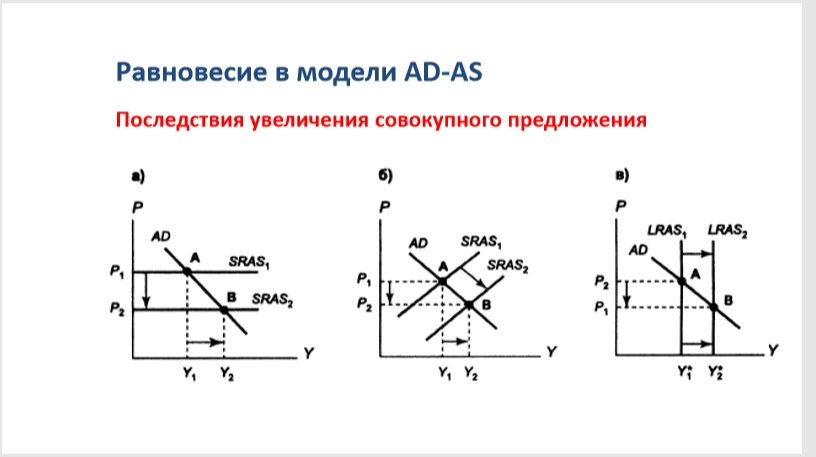 Равновесие в модели AD-AS
Последствия увеличения совокупного предложения
а) б) в)
P P P
AD A SRAS₁
P₁
B SRAS₂
P₂
Y
Y₁ Y₂
AD SRAS₁
A SRAS₂
P₁
P₂ B
Y
Y₁ Y₂
LRAS₁ LRAS₂
AD
P₂ A
P₁ B
Y
Y₁* Y₂*